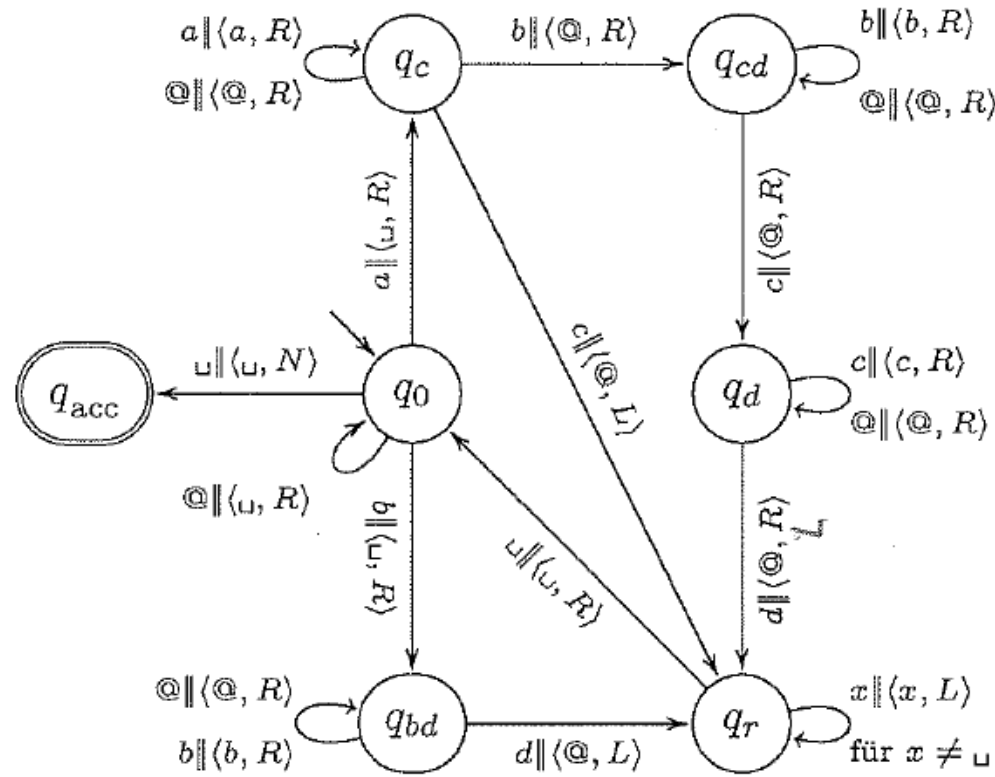 a‖⟨a, R⟩
@‖⟨@, R⟩
q_c
b‖⟨@, R⟩
q_cd
b‖⟨b, R⟩
@‖⟨@, R⟩
a‖⟨␣, R⟩
c‖⟨@, R⟩
c‖⟨@, L⟩
q_acc
␣‖⟨␣, N⟩
q_0
q_d
c‖⟨c, R⟩
@‖⟨@, R⟩
@‖⟨␣, R⟩
b‖⟨␣, R⟩
␣‖⟨␣, R⟩
d‖⟨@, R⟩
L
@‖⟨@, R⟩
b‖⟨b, R⟩
q_bd
d‖⟨@, L⟩
q_r
x‖⟨x, L⟩
für x ≠ ␣